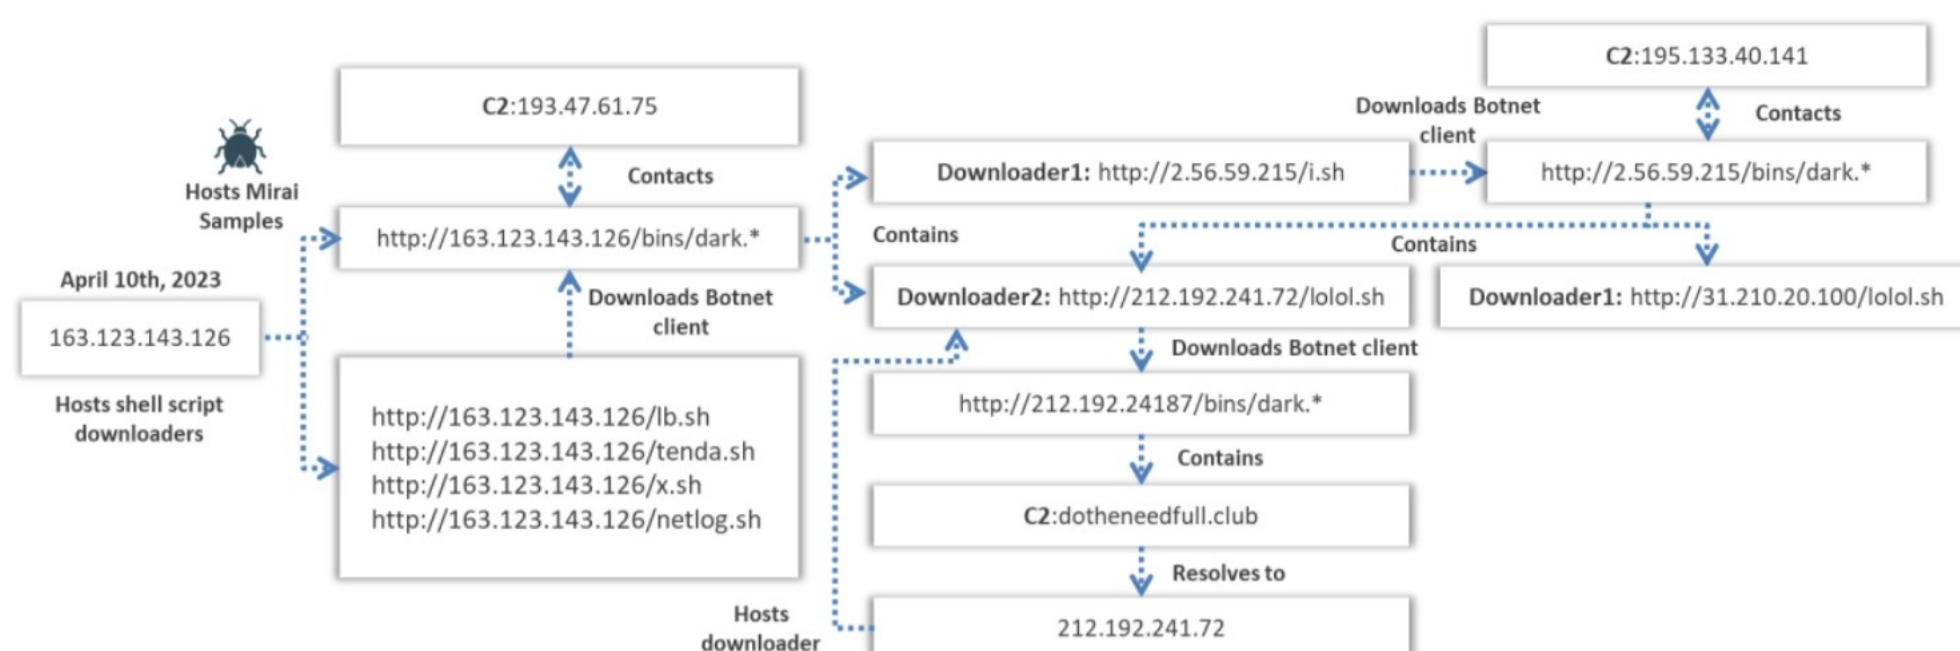 C2:195.133.40.141
C2:193.47.61.75
Downloads Botnet
client
Contacts
Hosts Mirai
Samples
Contacts
Downloader1: http://2.56.59.215/i.sh
http://2.56.59.215/bins/dark.*
http://163.123.143.126/bins/dark.*
Contains
Contains
April 10th, 2023
163.123.143.126
Hosts shell script
downloaders
Downloads Botnet
client
Downloader2: http://212.192.241.72/lolol.sh
Downloader1: http://31.210.20.100/lolol.sh
Downloads Botnet client
http://212.192.24187/bins/dark.*
http://163.123.143.126/lb.sh
http://163.123.143.126/tenda.sh
http://163.123.143.126/x.sh
http://163.123.143.126/netlog.sh
Contains
C2:dotheneedfull.club
Resolves to
Hosts
downloader
212.192.241.72